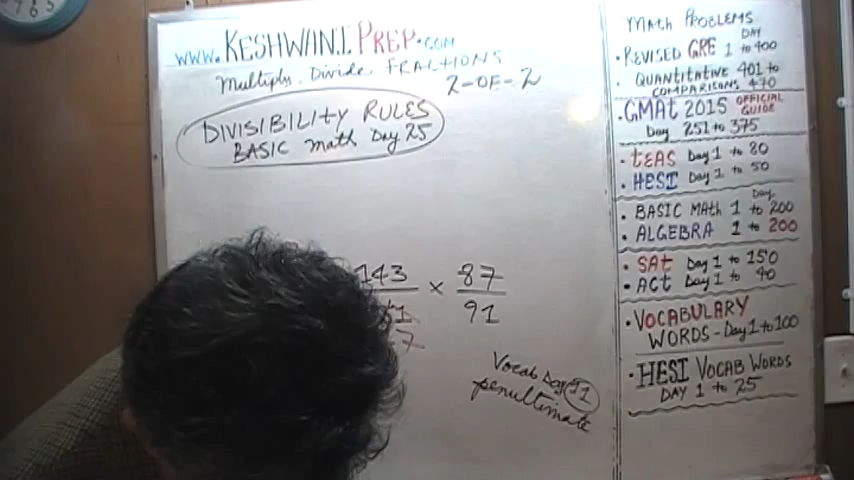 www.KESHWANIPREP.com
Multiply Divide FRACTIONS
2-OF-2
DIVISIBILITY RULES
BASIC math Day 25
143 × 87
91
7
Vocab Day 71
penultimate
Math PROBLEMS
• REVISED GRE DAY 1 to 400
• QUANTITATIVE 401 to
COMPARISONS 470
• GMAT 2015 OFFICIAL GUIDE
Day 251 to 375
• tEAS Day 1 to 80
• HESI Day 1 to 50
Day
• BASIC MAth 1 to 200
• ALGEBRA 1 to 200
• SAt Day 1 to 150
• ACt Day 1 to 40
• VOCABULARY
WORDS - Day 1 to 100
• HESI VOCAB WORDS
DAY 1 to 25